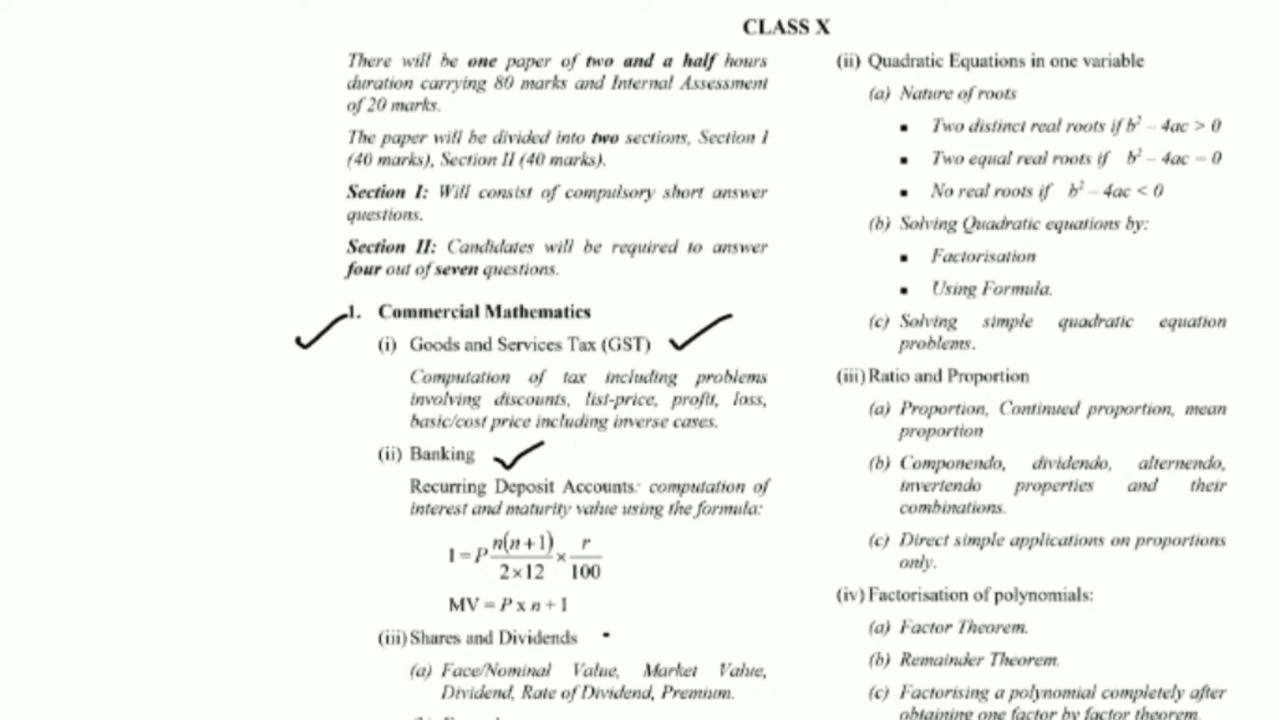 CLASS X
There will be one paper of two and a half hours
duration carrying 80 marks and Internal Assessment
of 20 marks.
The paper will be divided into two sections, Section I
(40 marks), Section II (40 marks).
Section I: Will consist of compulsory short answer
questions.
Section II: Candidates will be required to answer
four out of seven questions.
1. Commercial Mathematics
(i) Goods and Services Tax (GST)
Computation of tax including problems
involving discounts, list-price, profit, loss,
basic/cost price including inverse cases.
(ii) Banking
Recurring Deposit Accounts: computation of
interest and maturity value using the formula:
I = P n(n+1)/2×12 × r/100
MV = P x n + I
(iii) Shares and Dividends
(a) Face/Nominal Value, Market Value,
Dividend, Rate of Dividend, Premium.
(ii) Quadratic Equations in one variable
(a) Nature of roots
▪ Two distinct real roots if b² – 4ac > 0
▪ Two equal real roots if b² – 4ac = 0
▪ No real roots if b² – 4ac < 0
(b) Solving Quadratic equations by:
▪ Factorisation
▪ Using Formula.
(c) Solving simple quadratic equation
problems.
(iii) Ratio and Proportion
(a) Proportion, Continued proportion, mean
proportion
(b) Componendo, dividendo, alternendo,
invertendo properties and their
combinations.
(c) Direct simple applications on proportions
only.
(iv) Factorisation of polynomials:
(a) Factor Theorem.
(b) Remainder Theorem.
(c) Factorising a polynomial completely after
obtaining one factor by factor theorem.